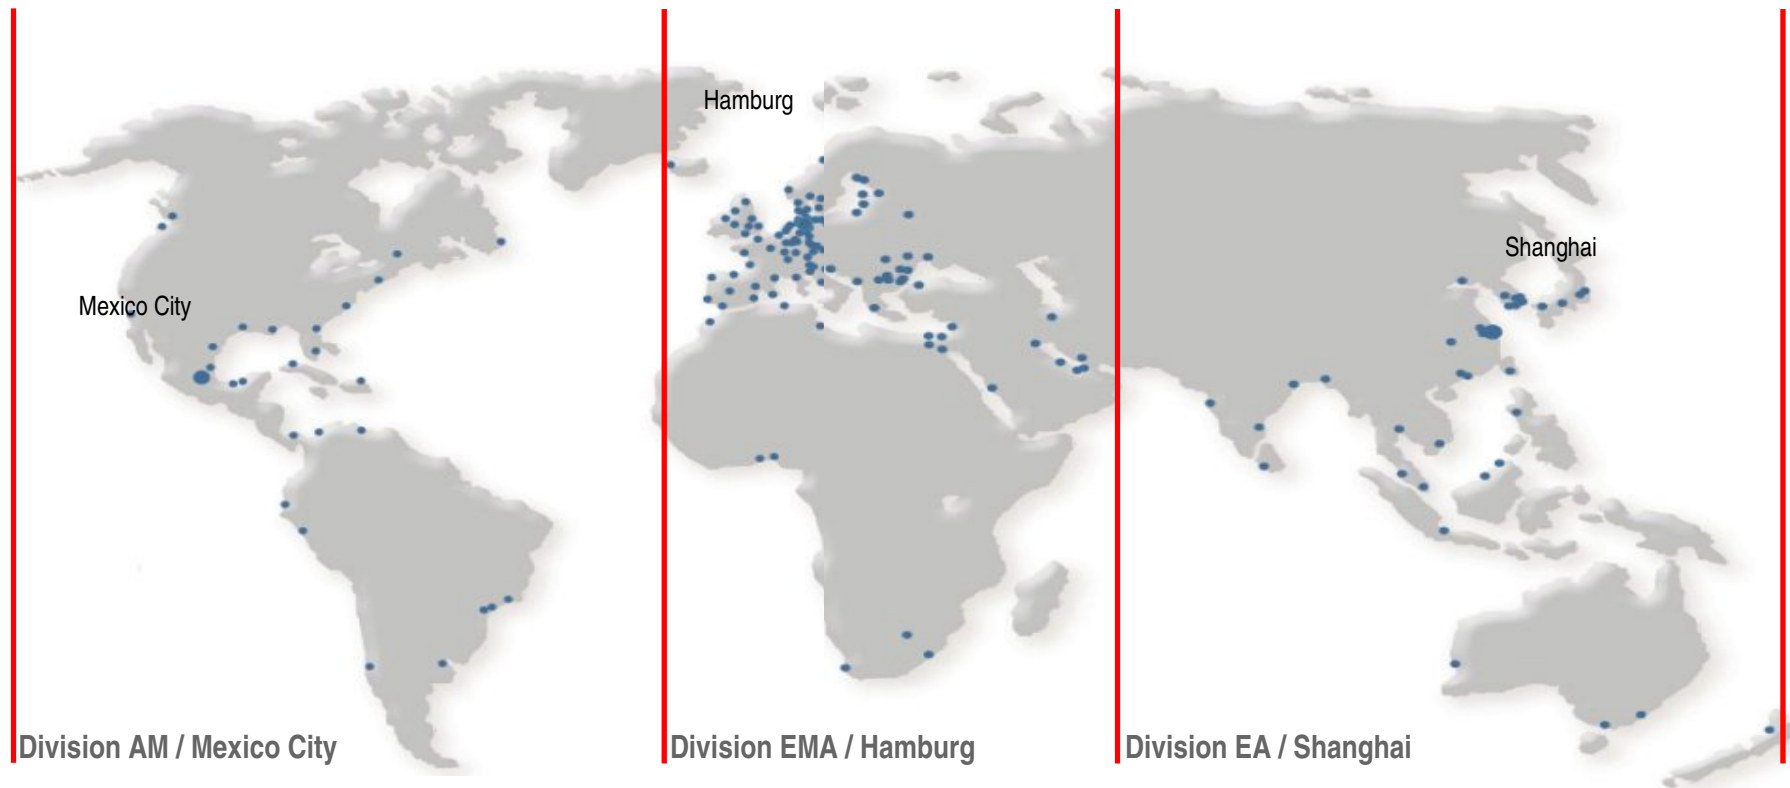 Hamburg
Shanghai
Mexico City
Division AM / Mexico City
Division EMA / Hamburg
Division EA / Shanghai